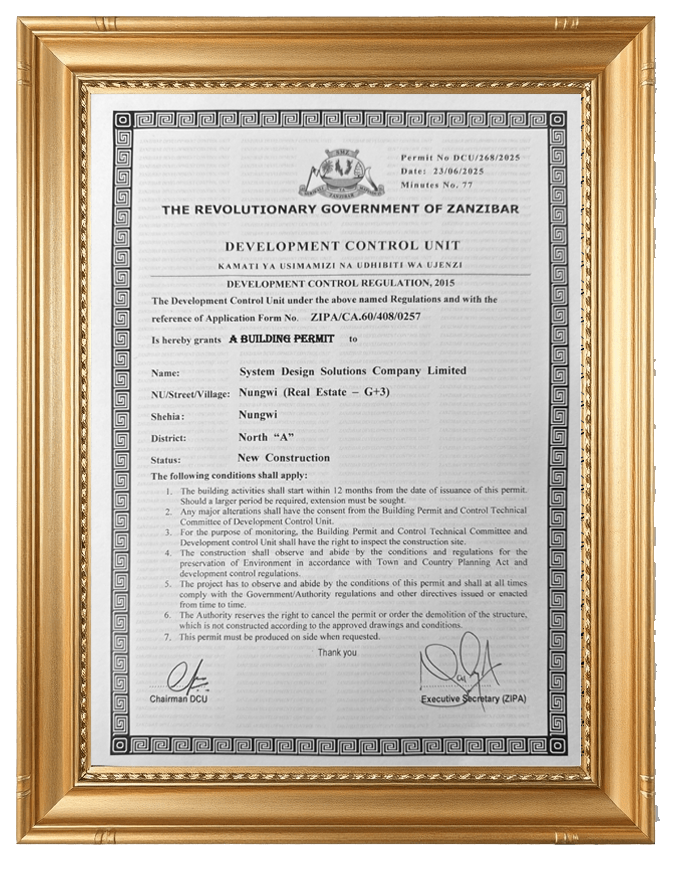 SMZ
ZANZIBAR
Permit No DCU/268/2025
Date: 23/06/2025
Minutes No. 77
THE REVOLUTIONARY GOVERNMENT OF ZANZIBAR
DEVELOPMENT CONTROL UNIT
KAMATI YA USIMAMIZI NA UDHIBITI WA UJENZI
DEVELOPMENT CONTROL REGULATION, 2015
The Development Control Unit under the above named Regulations and with the
reference of Application Form No. ZIPA/CA.60/408/0257
Is hereby grants A BUILDING PERMIT to
Name: System Design Solutions Company Limited
NU/Street/Village: Nungwi (Real Estate – G+3)
Shehia: Nungwi
District: North “A”
Status: New Construction
The following conditions shall apply:
1. The building activities shall start within 12 months from the date of issuance of this permit.
Should a larger period be required, extension must be sought.
2. Any major alterations shall have the consent from the Building Permit and Control Technical
Committee of Development Control Unit.
3. For the purpose of monitoring, the Building Permit and Control Technical Committee and
Development control Unit shall have the right to inspect the construction site.
4. The construction shall observe and abide by the conditions and regulations for the
preservation of Environment in accordance with Town and Country Planning Act and
development control regulations.
5. The project has to observe and abide by the conditions of this permit and shall at all times
comply with the Government/Authority regulations and other directives issued or enacted
from time to time.
6. The Authority reserves the right to cancel the permit or order the demolition of the structure,
which is not constructed according to the approved drawings and conditions.
7. This permit must be produced on side when requested.
Thank you
Chairman DCU
Executive Secretary (ZIPA)